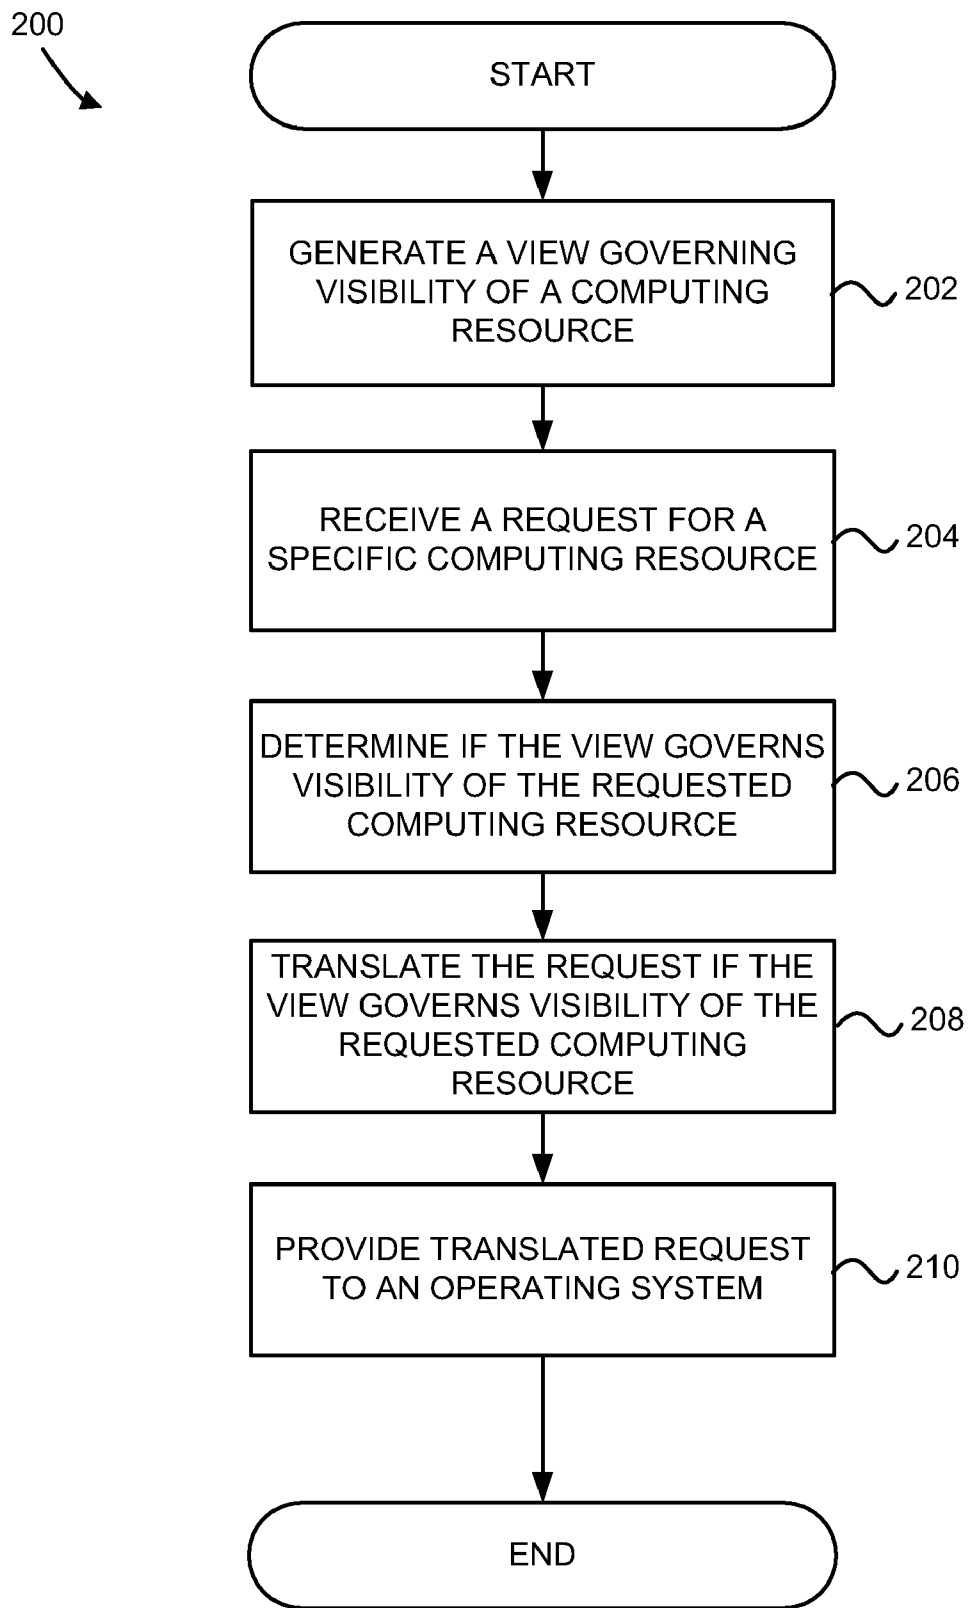 200
START
GENERATE A VIEW GOVERNING
VISIBILITY OF A COMPUTING
RESOURCE
202
RECEIVE A REQUEST FOR A
SPECIFIC COMPUTING RESOURCE
204
DETERMINE IF THE VIEW GOVERNS
VISIBILITY OF THE REQUESTED
COMPUTING RESOURCE
206
TRANSLATE THE REQUEST IF THE
VIEW GOVERNS VISIBILITY OF THE
REQUESTED COMPUTING
RESOURCE
208
PROVIDE TRANSLATED REQUEST
TO AN OPERATING SYSTEM
210
END